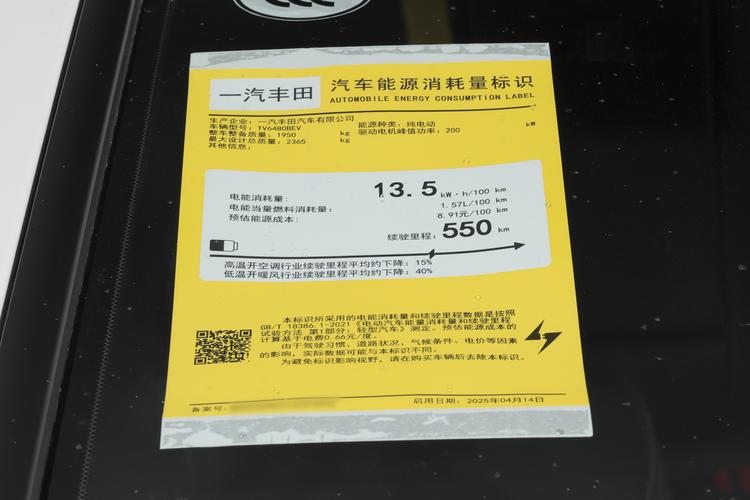 一汽丰田
汽车能源消耗量标识
AUTOMOBILE ENERGY CONSUMPTION LABEL
生产企业：一汽丰田汽车有限公司
车辆型号：TV6480BEV 能源种类：纯电动
整车整备质量：1950 kg 驱动电机峰值功率：200 kW
最大设计总质量：2365 kg
其他信息：
电能消耗量：13.5 kW·h/100 km
电能当量燃料消耗量：1.57L/100 km
预估能源成本：8.91元/100 km
续驶里程：550 km
高温开空调行业续驶里程平均约下降：15%
低温开暖风行业续驶里程平均约下降：40%
本标识所采用的电能消耗量和续驶里程数据是按照
GB/T 18386.1-2021《电动汽车能量消耗量和续驶里程
试验方法 第1部分：轻型汽车》测定。预估能源成本的
计算基于电费0.66元/度。
由于驾驶习惯、道路状况、气候条件、电价等因素
的影响，实际数据可能与本标识不同。
为避免标识影响视野，请在购买车辆后去除本标识。
备案号：
启用日期：2025年04月14日